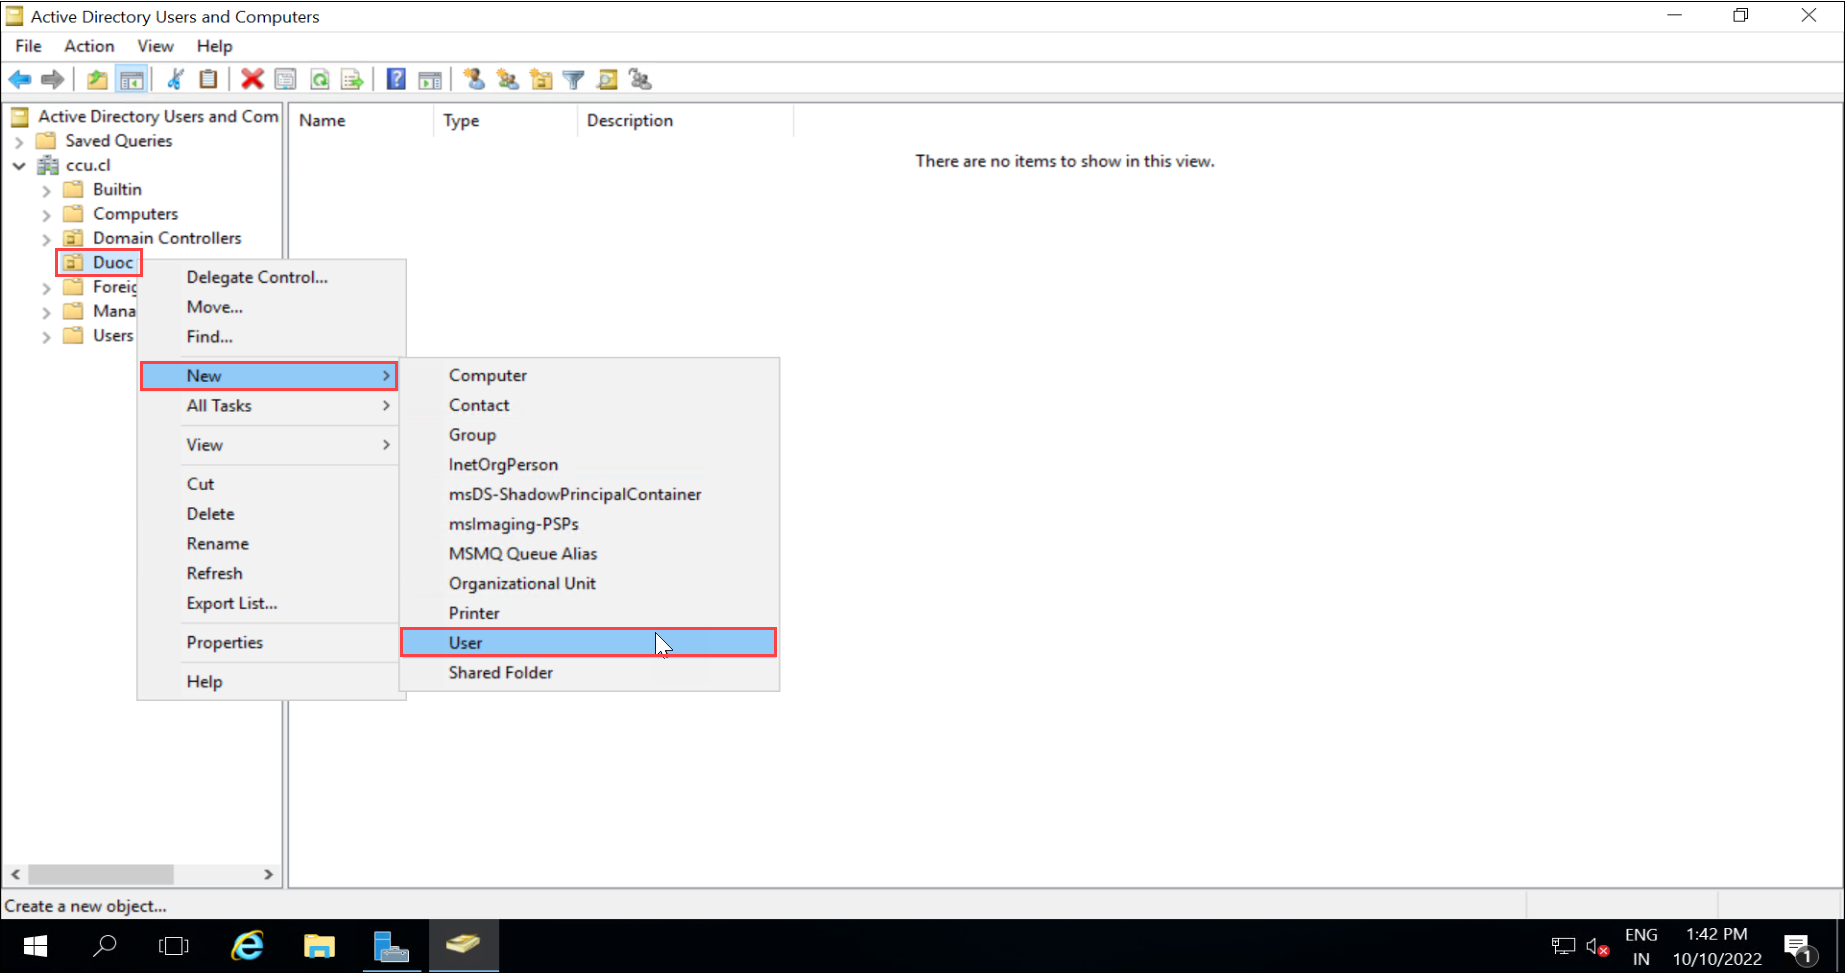 Active Directory Users and Computers
File Action View Help
Active Directory Users and Com
Saved Queries
ccu.cl
Builtin
Computers
Domain Controllers
Duoc
Foreig
Mana
Users
Name Type Description
There are no items to show in this view.
Delegate Control...
Move...
Find...
New
All Tasks
View
Cut
Delete
Rename
Refresh
Export List...
Properties
Help
Computer
Contact
Group
InetOrgPerson
msDS-ShadowPrincipalContainer
msImaging-PSPs
MSMQ Queue Alias
Organizational Unit
Printer
User
Shared Folder
Create a new object...
ENG
IN
1:42 PM
10/10/2022
1